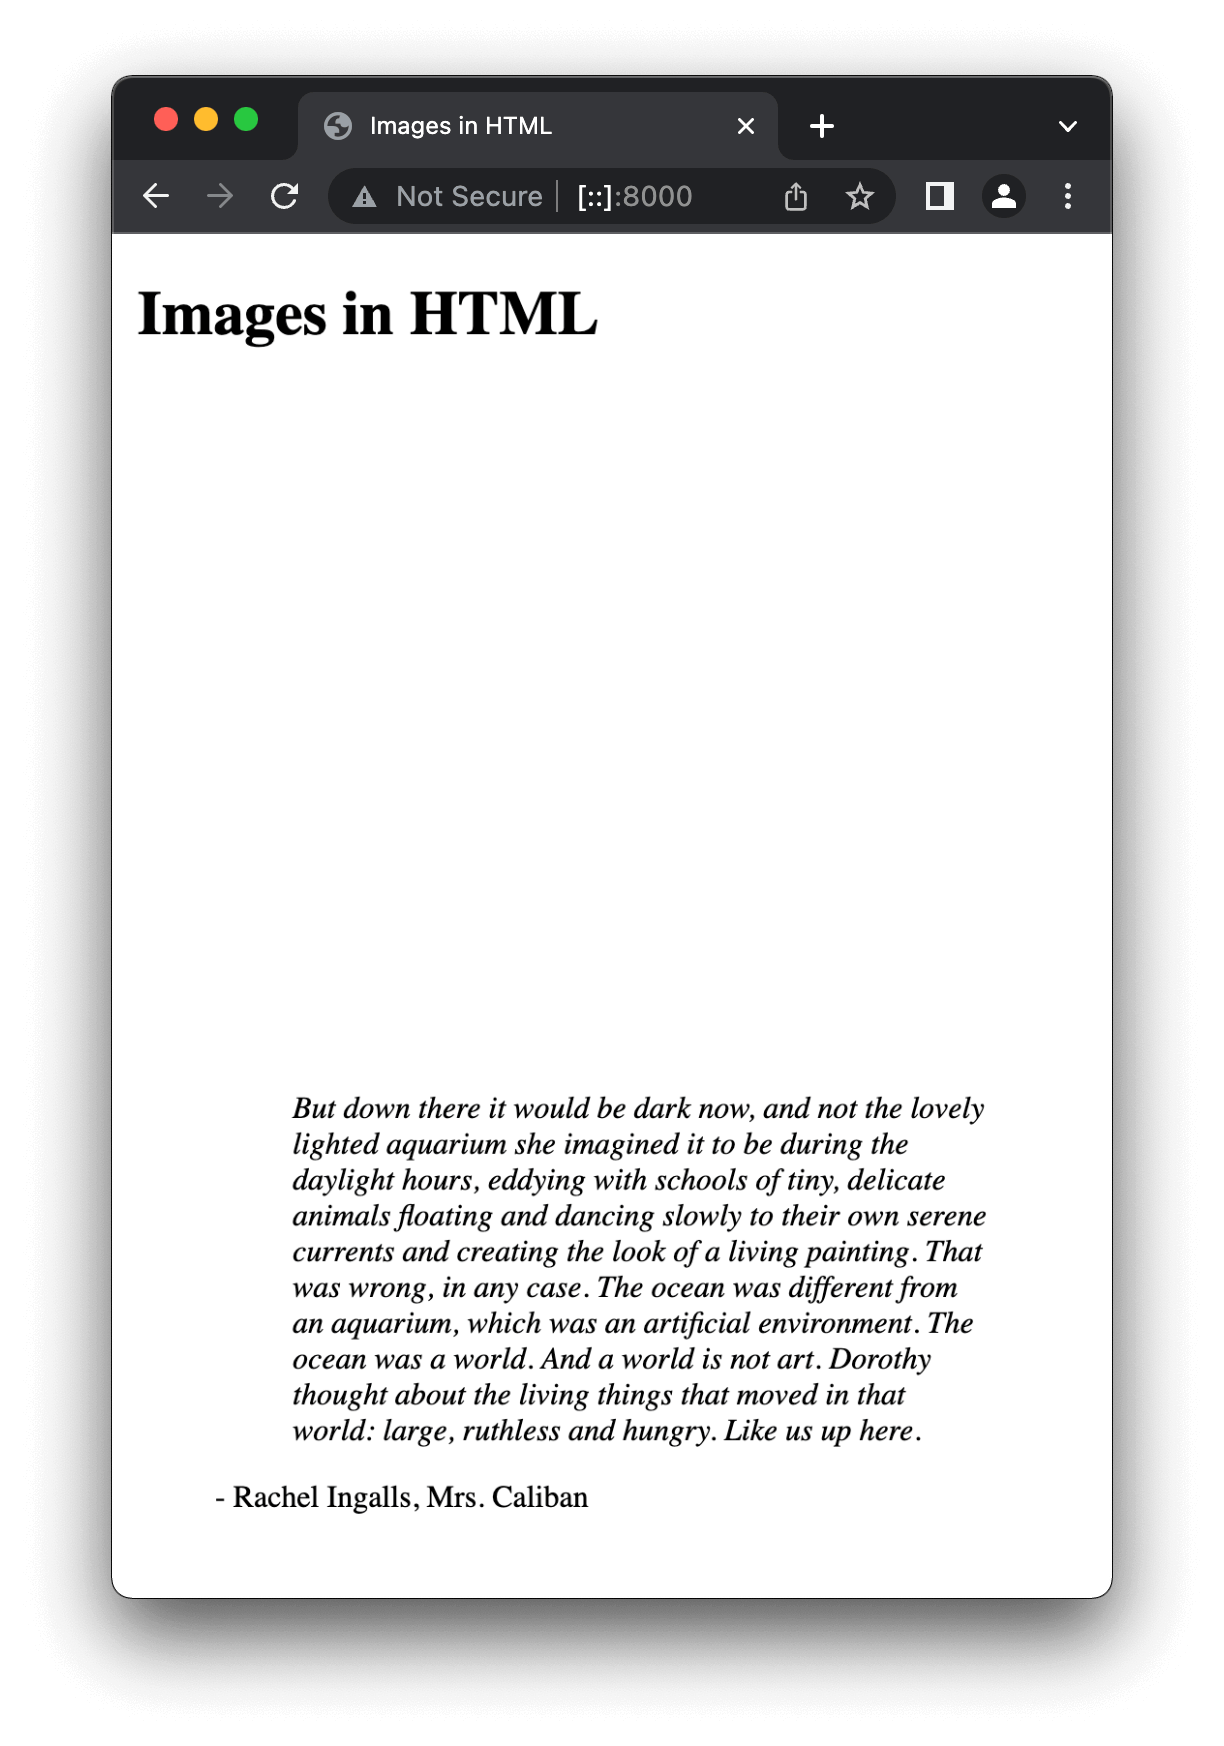 Images in HTML
Not Secure
[::]:8000
Images in HTML
But down there it would be dark now, and not the lovely
lighted aquarium she imagined it to be during the
daylight hours, eddying with schools of tiny, delicate
animals floating and dancing slowly to their own serene
currents and creating the look of a living painting. That
was wrong, in any case. The ocean was different from
an aquarium, which was an artificial environment. The
ocean was a world. And a world is not art. Dorothy
thought about the living things that moved in that
world: large, ruthless and hungry. Like us up here.
- Rachel Ingalls, Mrs. Caliban